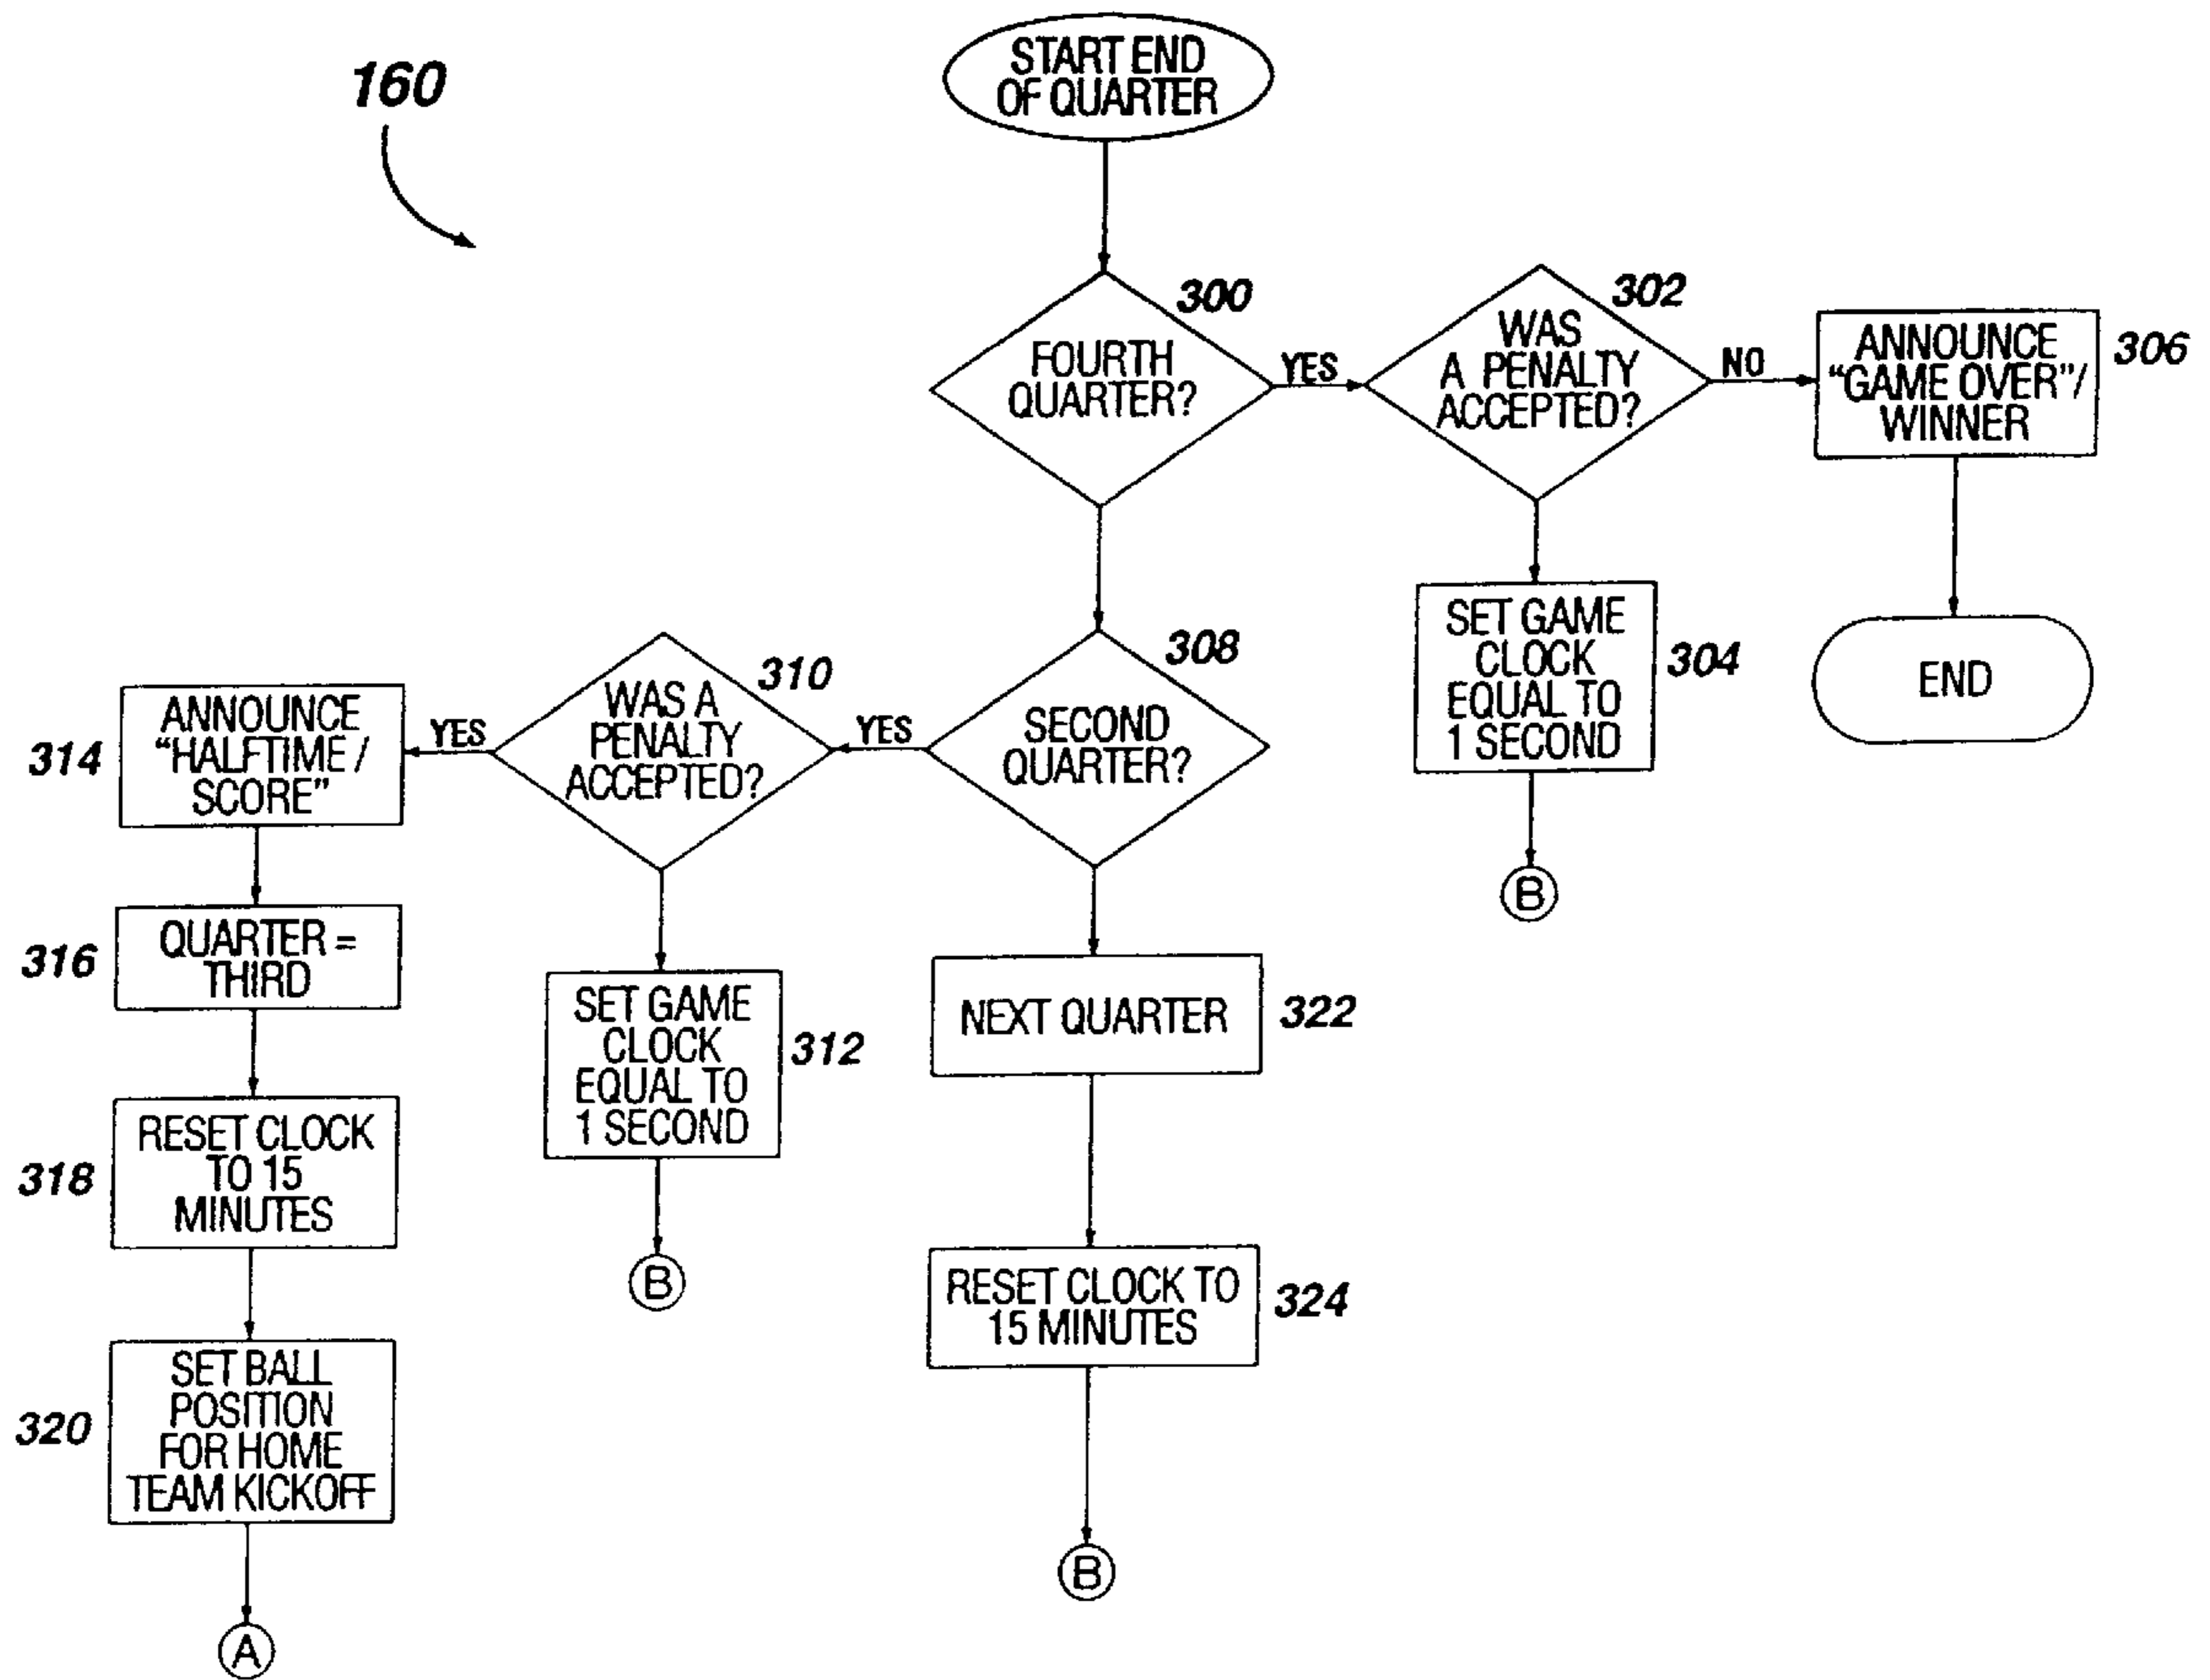 160
START END
OF QUARTER
300
FOURTH
QUARTER?
YES
302
WAS
A PENALTY
ACCEPTED?
NO
ANNOUNCE
“GAME OVER”/
WINNER
306
SET GAME
CLOCK
EQUAL TO
1 SECOND
304
B
END
308
SECOND
QUARTER?
YES
310
WAS A
PENALTY
ACCEPTED?
YES
ANNOUNCE
“HALFTIME /
SCORE”
314
QUARTER =
THIRD
316
RESET CLOCK
TO 15
MINUTES
318
SET BALL
POSITION
FOR HOME
TEAM KICKOFF
320
A
SET GAME
CLOCK
EQUAL TO
1 SECOND
312
B
NEXT QUARTER
322
RESET CLOCK TO
15 MINUTES
324
B